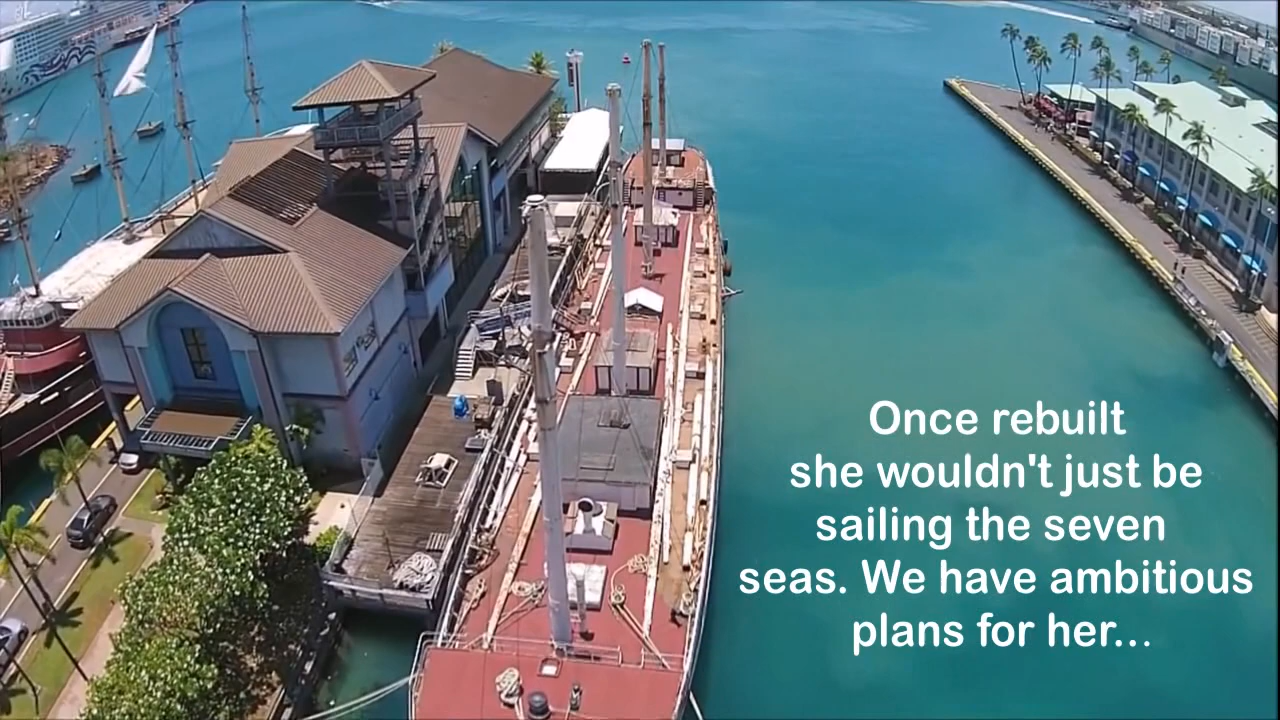 Once rebuilt
she wouldn't just be
sailing the seven
seas. We have ambitious
plans for her...